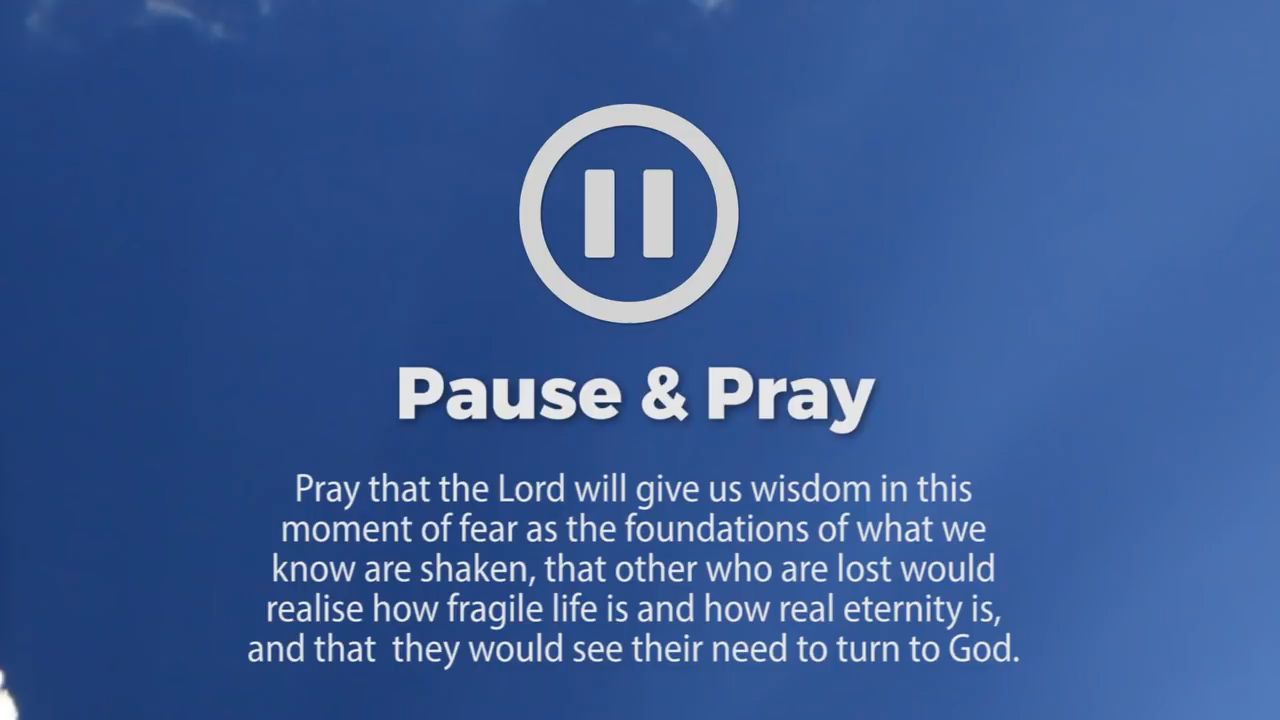 Pause & Pray
Pray that the Lord will give us wisdom in this
moment of fear as the foundations of what we
know are shaken, that other who are lost would
realise how fragile life is and how real eternity is,
and that  they would see their need to turn to God.